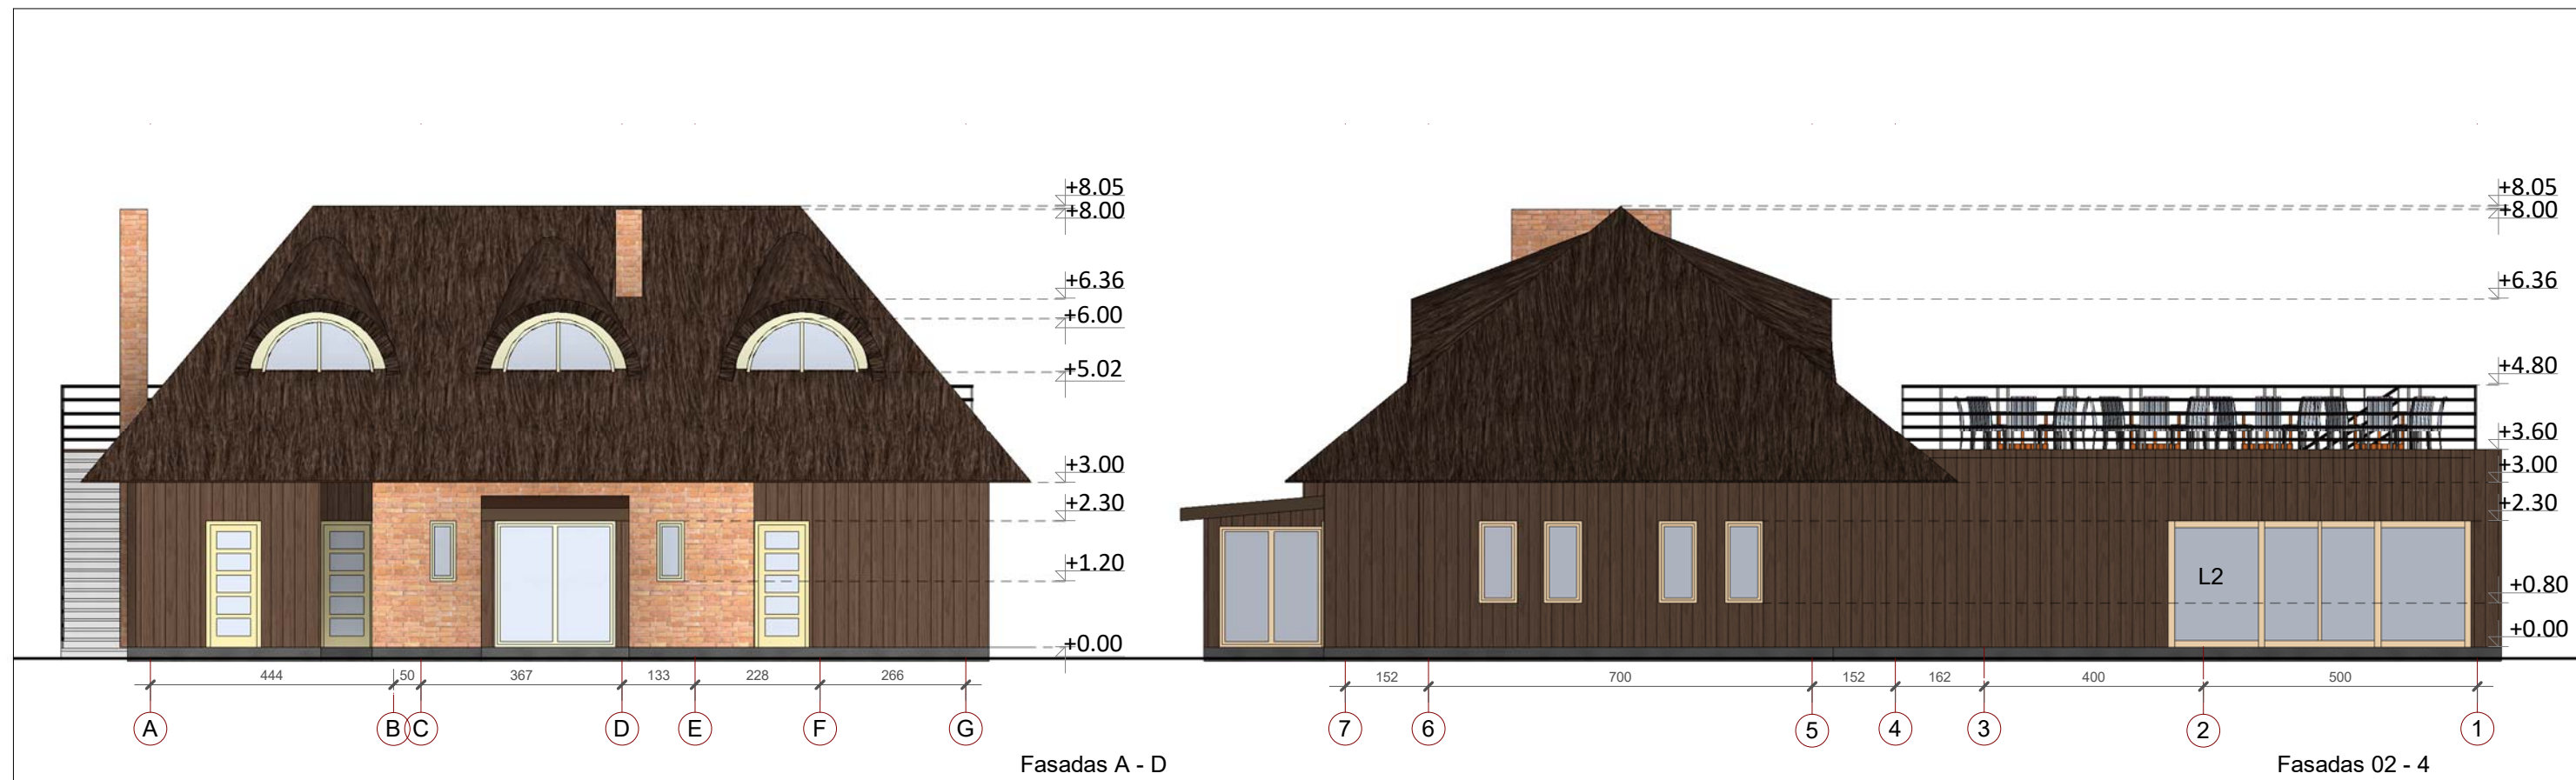 +8.05
+8.00
+6.36
+6.00
+5.02
+3.00
+2.30
+1.20
+0.00
444 50 367 133 228 266
A B C D E F G
Fasadas A - D
+8.05
+8.00
+6.36
+4.80
+3.60
+3.00
+2.30
L2
+0.80
+0.00
152 700 152 162 400 500
7 6 5 4 3 2 1
Fasadas 02 - 4